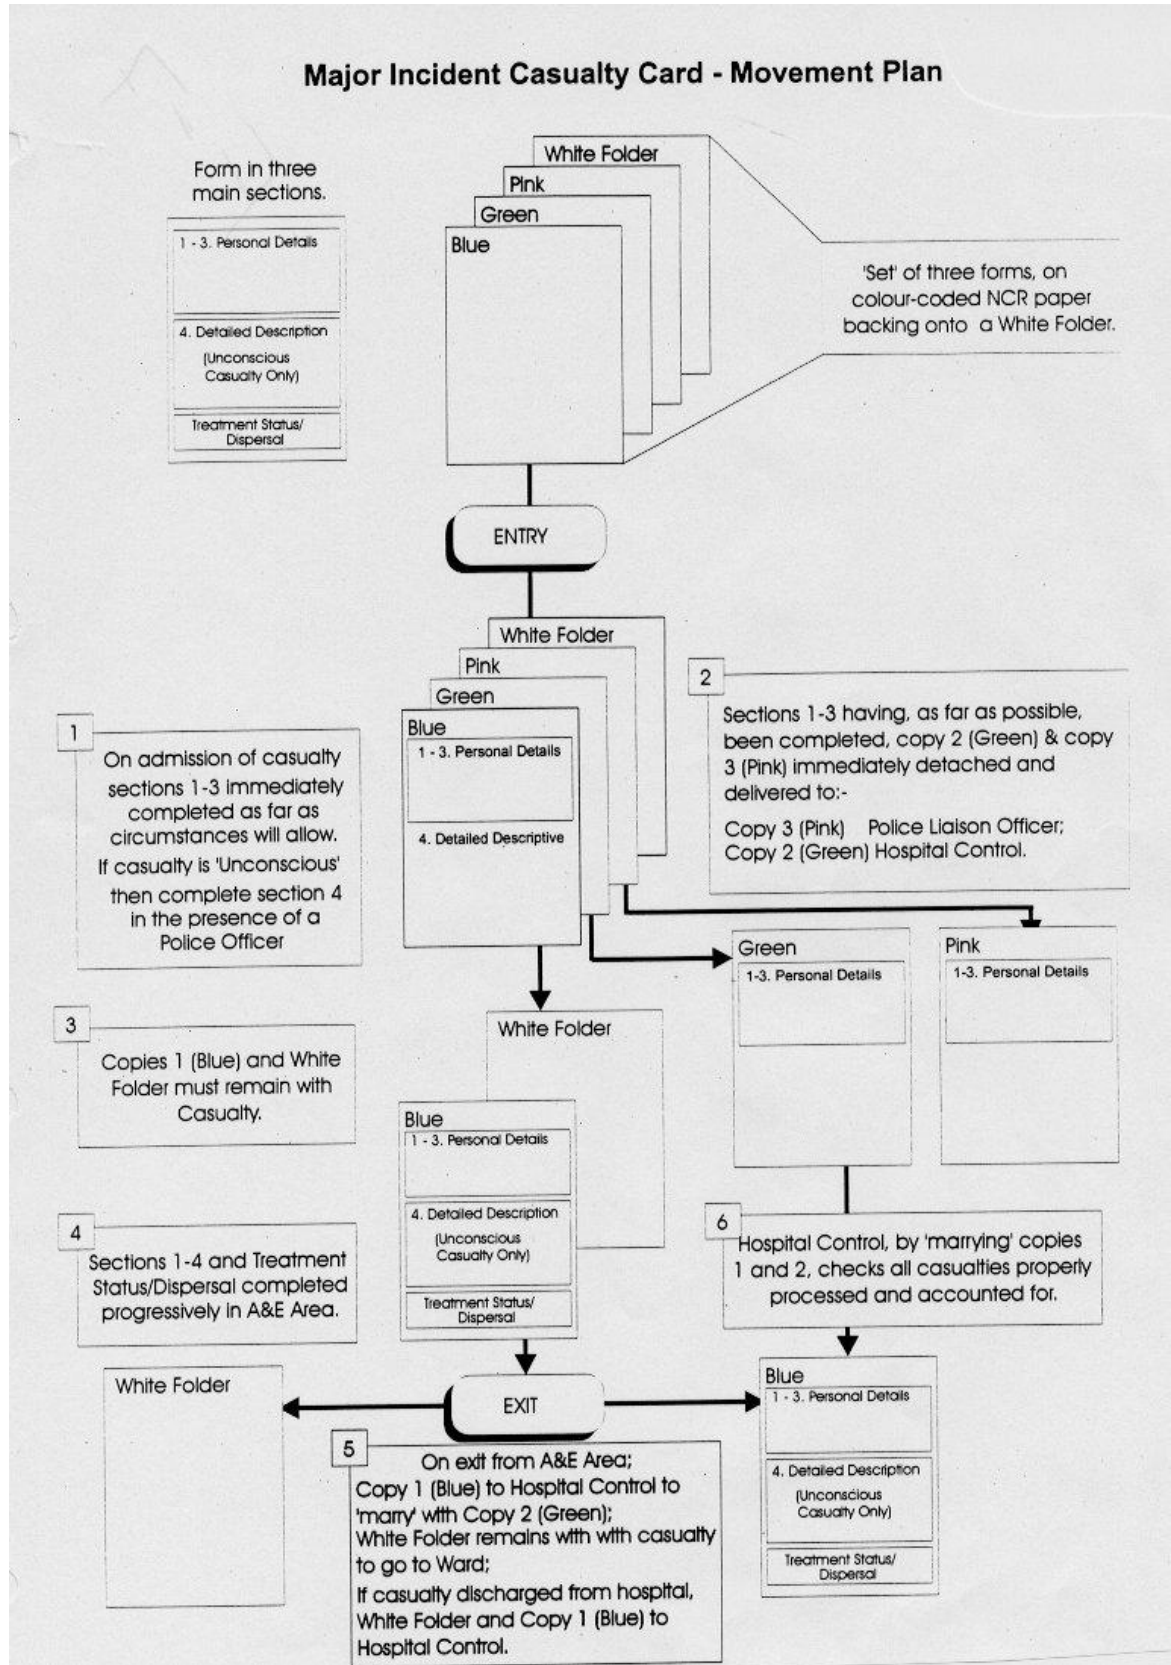 Major Incident Casualty Card - Movement Plan
Form in three
main sections.
1 - 3. Personal Details
4. Detailed Description
(Unconscious
Casualty Only)
Treatment Status/
Dispersal
White Folder
Pink
Green
Blue
'Set' of three forms, on
colour-coded NCR paper
backing onto a White Folder.
ENTRY
White Folder
Pink
Green
Blue
1 - 3. Personal Details
4. Detailed Descriptive
1
On admission of casualty
sections 1-3 immediately
completed as far as
circumstances will allow.
If casualty is 'Unconscious'
then complete section 4
in the presence of a
Police Officer
2
Sections 1-3 having, as far as possible,
been completed, copy 2 (Green) & copy
3 (Pink) immediately detached and
delivered to:-
Copy 3 (Pink) Police Liaison Officer;
Copy 2 (Green) Hospital Control.
Green
1-3. Personal Details
Pink
1-3. Personal Details
3
Copies 1 (Blue) and White
Folder must remain with
Casualty.
White Folder
Blue
1 - 3. Personal Details
4. Detailed Description
(Unconscious
Casualty Only)
Treatment Status/
Dispersal
4
Sections 1-4 and Treatment
Status/Dispersal completed
progressively in A&E Area.
6
Hospital Control, by 'marrying' copies
1 and 2, checks all casualties properly
processed and accounted for.
White Folder
EXIT
Blue
1 - 3. Personal Details
4. Detailed Description
(Unconscious
Casualty Only)
Treatment Status/
Dispersal
5
On exit from A&E Area;
Copy 1 (Blue) to Hospital Control to
'marry' with Copy 2 (Green);
White Folder remains with with casualty
to go to Ward;
If casualty discharged from hospital,
White Folder and Copy 1 (Blue) to
Hospital Control.